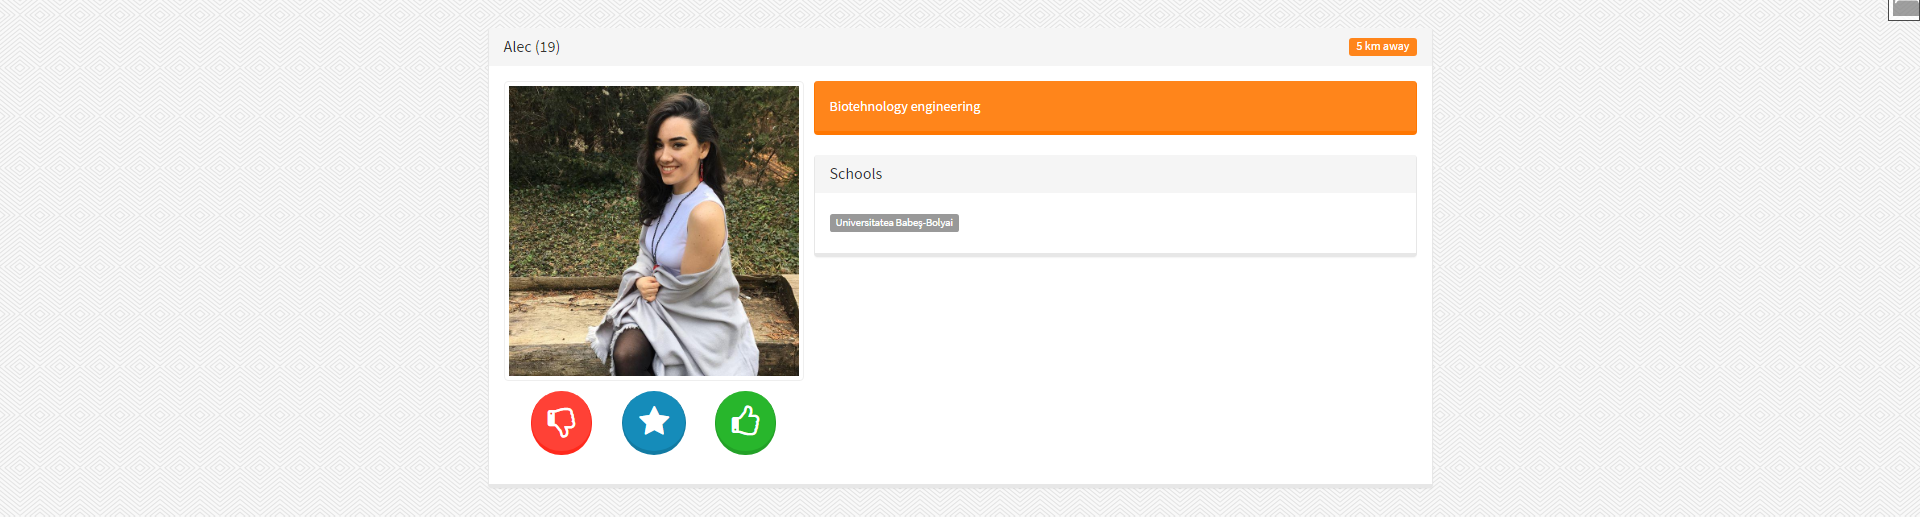 Alec (19)
5 km away
Biotehnology engineering
Schools
Universitatea Babeș-Bolyai